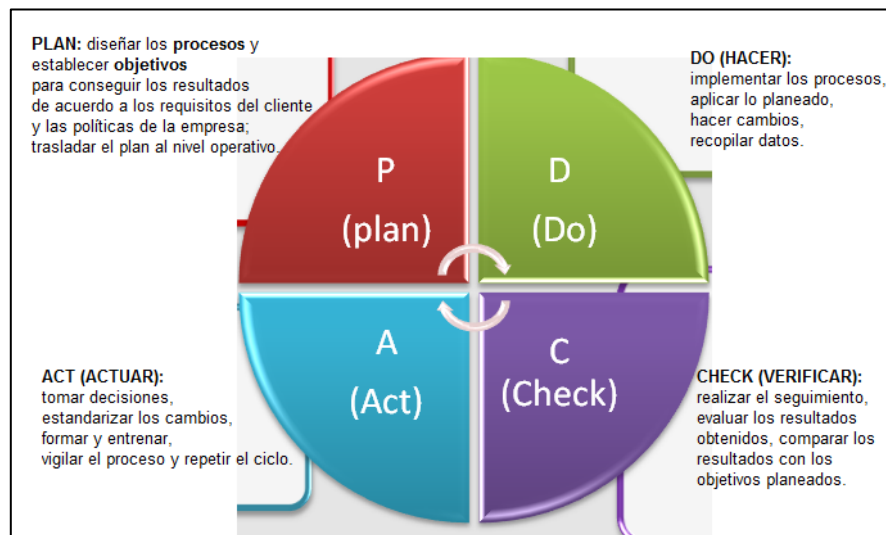 PLAN: diseñar los procesos y
establecer objetivos
para conseguir los resultados
de acuerdo a los requisitos del cliente
y las políticas de la empresa;
trasladar el plan al nivel operativo.
DO (HACER):
implementar los procesos,
aplicar lo planeado,
hacer cambios,
recopilar datos.
P
(plan)
D
(Do)
A
(Act)
C
(Check)
ACT (ACTUAR):
tomar decisiones,
estandarizar los cambios,
formar y entrenar,
vigilar el proceso y repetir el ciclo.
CHECK (VERIFICAR):
realizar el seguimiento,
evaluar los resultados
obtenidos, comparar los
resultados con los
objetivos planeados.